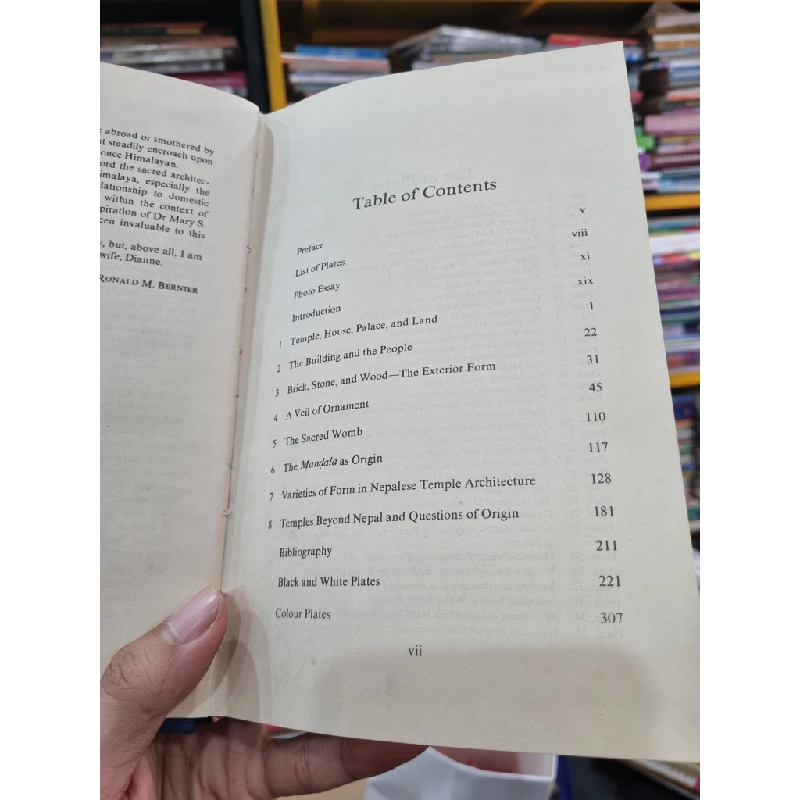 abroad or smothered by
steadily encroach upon
once Himalayan.
the sacred architec-
especially the
to domestic
within the context of
of Dr Mary S.
invaluable to this
but, above all, I am
wife, Dianne.
RONALD M. BERNIER
Table of Contents
Preface v
List of Plates viii
Photo Essay xi
Introduction xix
1 Temple, House, Palace, and Land 1
2 The Building and the People 22
3 Brick, Stone, and Wood—The Exterior Form 31
4 A Veil of Ornament 45
5 The Sacred Womb 110
6 The Mandala as Origin 117
7 Varieties of Form in Nepalese Temple Architecture 128
8 Temples Beyond Nepal and Questions of Origin 181
Bibliography 211
Black and White Plates 221
Colour Plates 307
vii